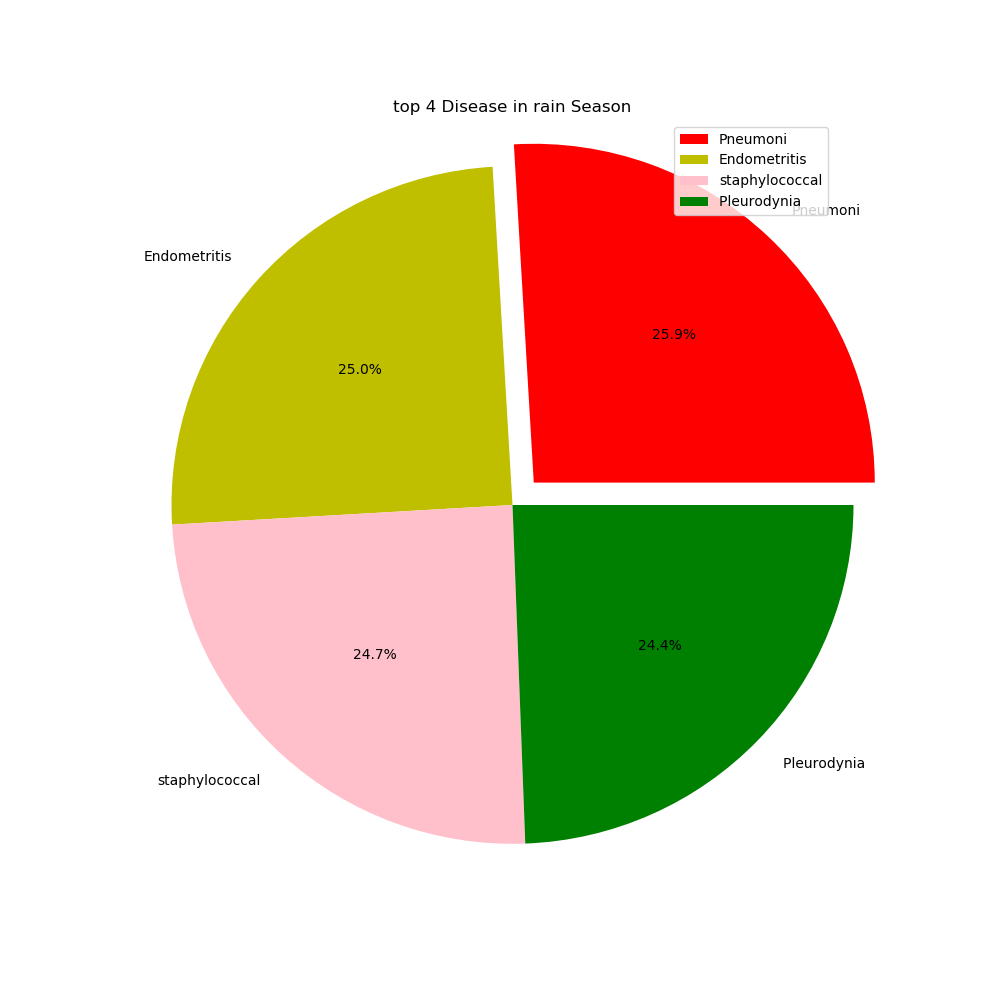 top 4 Disease in rain Season
Pneumoni
Endometritis
staphylococcal
Pleurodynia
Pneumoni
Endometritis
25.9%
25.0%
24.7%
24.4%
staphylococcal
Pleurodynia